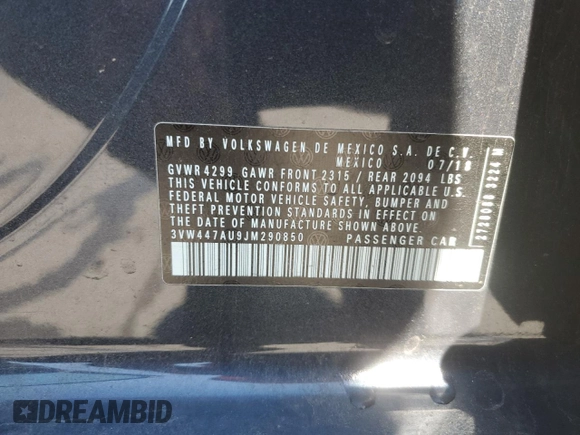 MFD BY VOLKSWAGEN DE MEXICO S.A. DE C.V.
MEXICO 07/18
GVWR 4299 GAWR FRONT 2315 / REAR 2094 LBS
THIS VEHICLE CONFORMS TO ALL APPLICABLE U.S.
FEDERAL MOTOR VEHICLE SAFETY, BUMPER AND
THEFT PREVENTION STANDARDS IN EFFECT ON
THE DATE OF MANUFACTURE SHOWN ABOVE.
3VW447AU9JM290850 PASSENGER CAR
DREAMBID